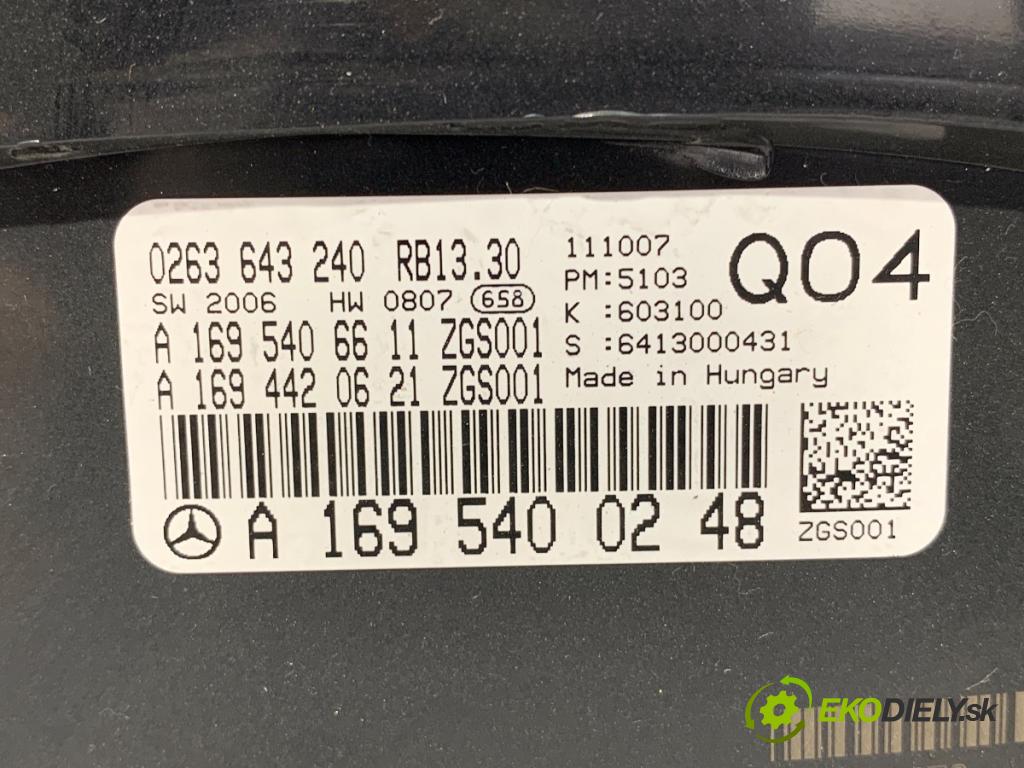 0263 643 240 RB13.30
SW 2006 HW 0807 658
A 169 540 66 11 ZGS001
A 169 442 06 21 ZGS001
111007
PM:5103
K :603100
S :6413000431
Made in Hungary
Q04
A 169 540 02 48
ZGS001
EKODIELY.sk